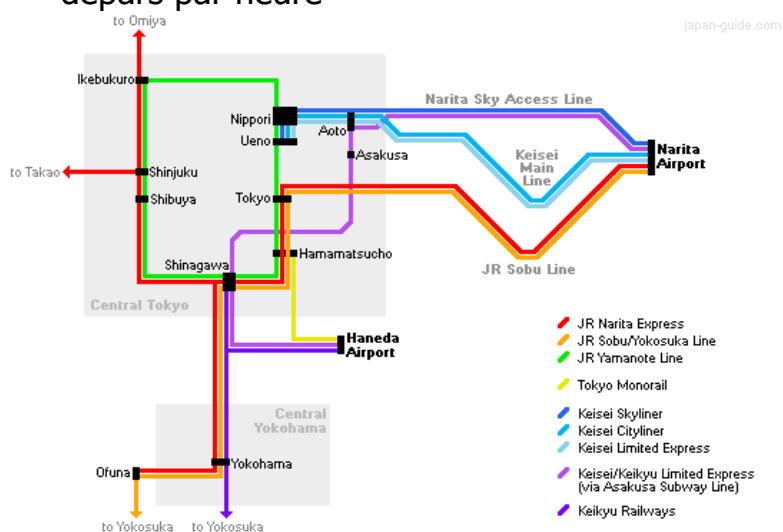 départ par heure
to Omiya
japan-guide.com
Ikebukuro
Nippori
Narita Sky Access Line
Aoto
Ueno
Asakusa
Keisei
Main
Line
Narita
Airport
to Takao
Shinjuku
Shibuya
Tokyo
Hamamatsucho
Shinagawa
JR Sobu Line
Central Tokyo
Haneda
Airport
JR Narita Express
JR Sobu/Yokosuka Line
JR Yamanote Line
Tokyo Monorail
Keisei Skyliner
Keisei Cityliner
Keisei Limited Express
Keisei/Keikyu Limited Express
(via Asakusa Subway Line)
Keikyu Railways
Central
Yokohama
Ofuna
Yokohama
to Yokosuka
to Yokosuka